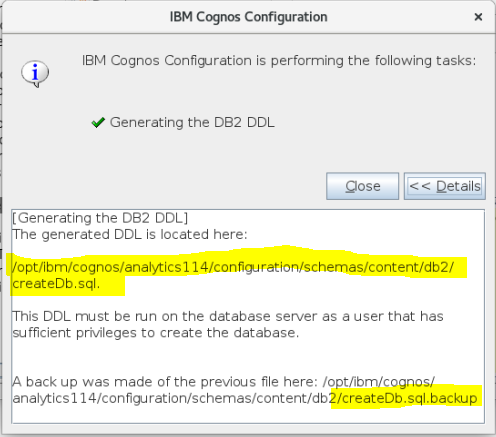 IBM Cognos Configuration
×
IBM Cognos Configuration is performing the following tasks:
Generating the DB2 DDL
Close
<< Details
[Generating the DB2 DDL]
The generated DDL is located here:
/opt/ibm/cognos/analytics114/configuration/schemas/content/db2/
createDb.sql.
This DDL must be run on the database server as a user that has
sufficient privileges to create the database.
A back up was made of the previous file here: /opt/ibm/cognos/
analytics114/configuration/schemas/content/db2/createDb.sql.backup